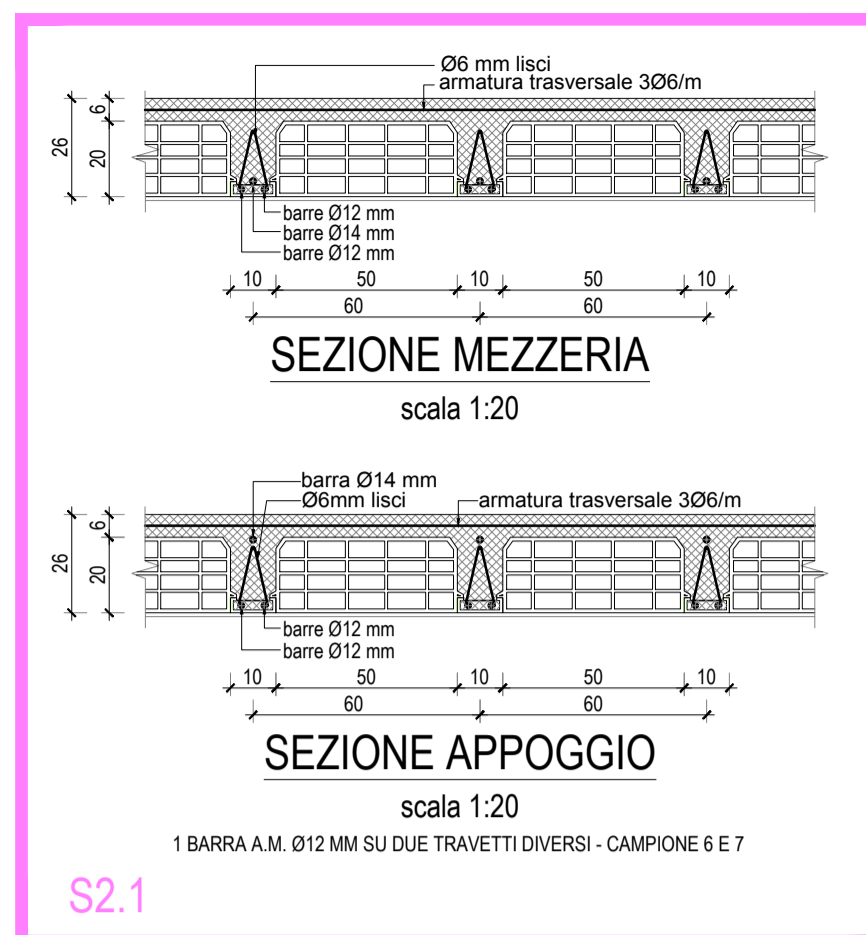 Ø6 mm lisci
armatura trasversale 3Ø6/m
26
6
20
barre Ø12 mm
barre Ø14 mm
barre Ø12 mm
10 50 10 50 10
60 60
SEZIONE MEZZERIA
scala 1:20
barra Ø14 mm
Ø6mm lisci
armatura trasversale 3Ø6/m
26
6
20
barre Ø12 mm
barre Ø12 mm
10 50 10 50 10
60 60
SEZIONE APPOGGIO
scala 1:20
1 BARRA A.M. Ø12 MM SU DUE TRAVETTI DIVERSI - CAMPIONE 6 E 7
S2.1